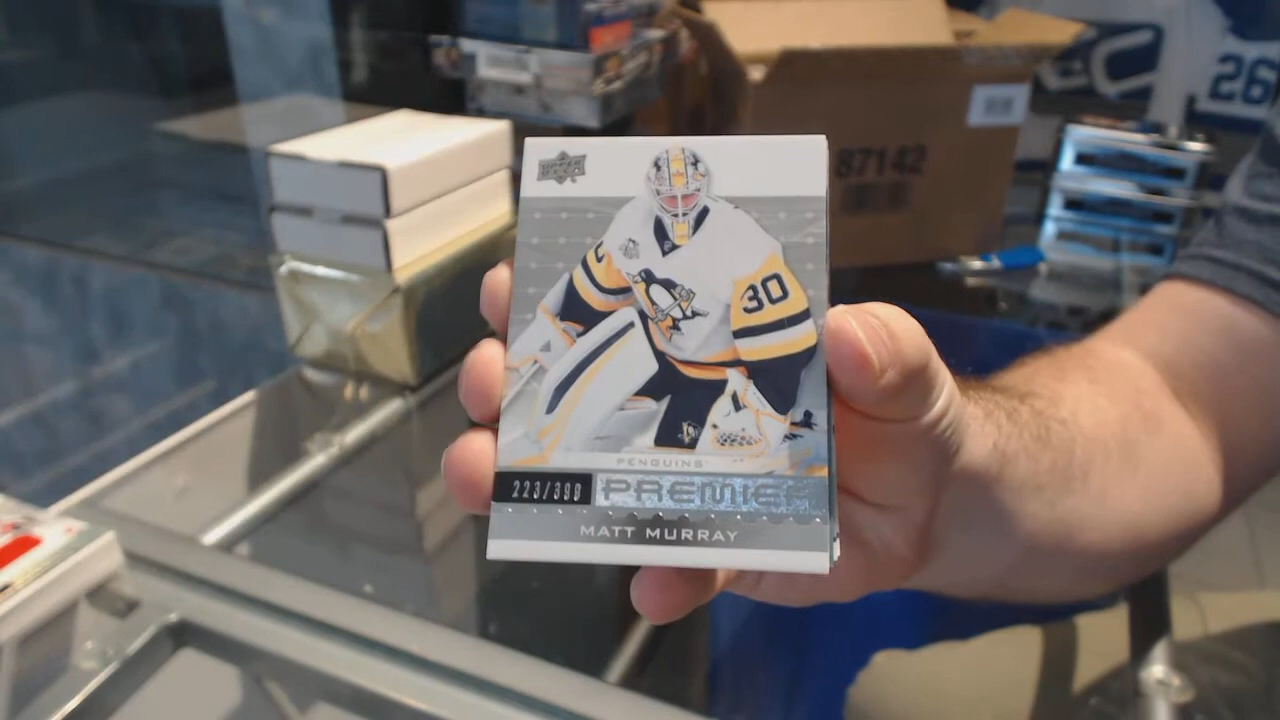 UPPER DECK
30
PENGUINS
223/399 PREMIER
MATT MURRAY
87142
26